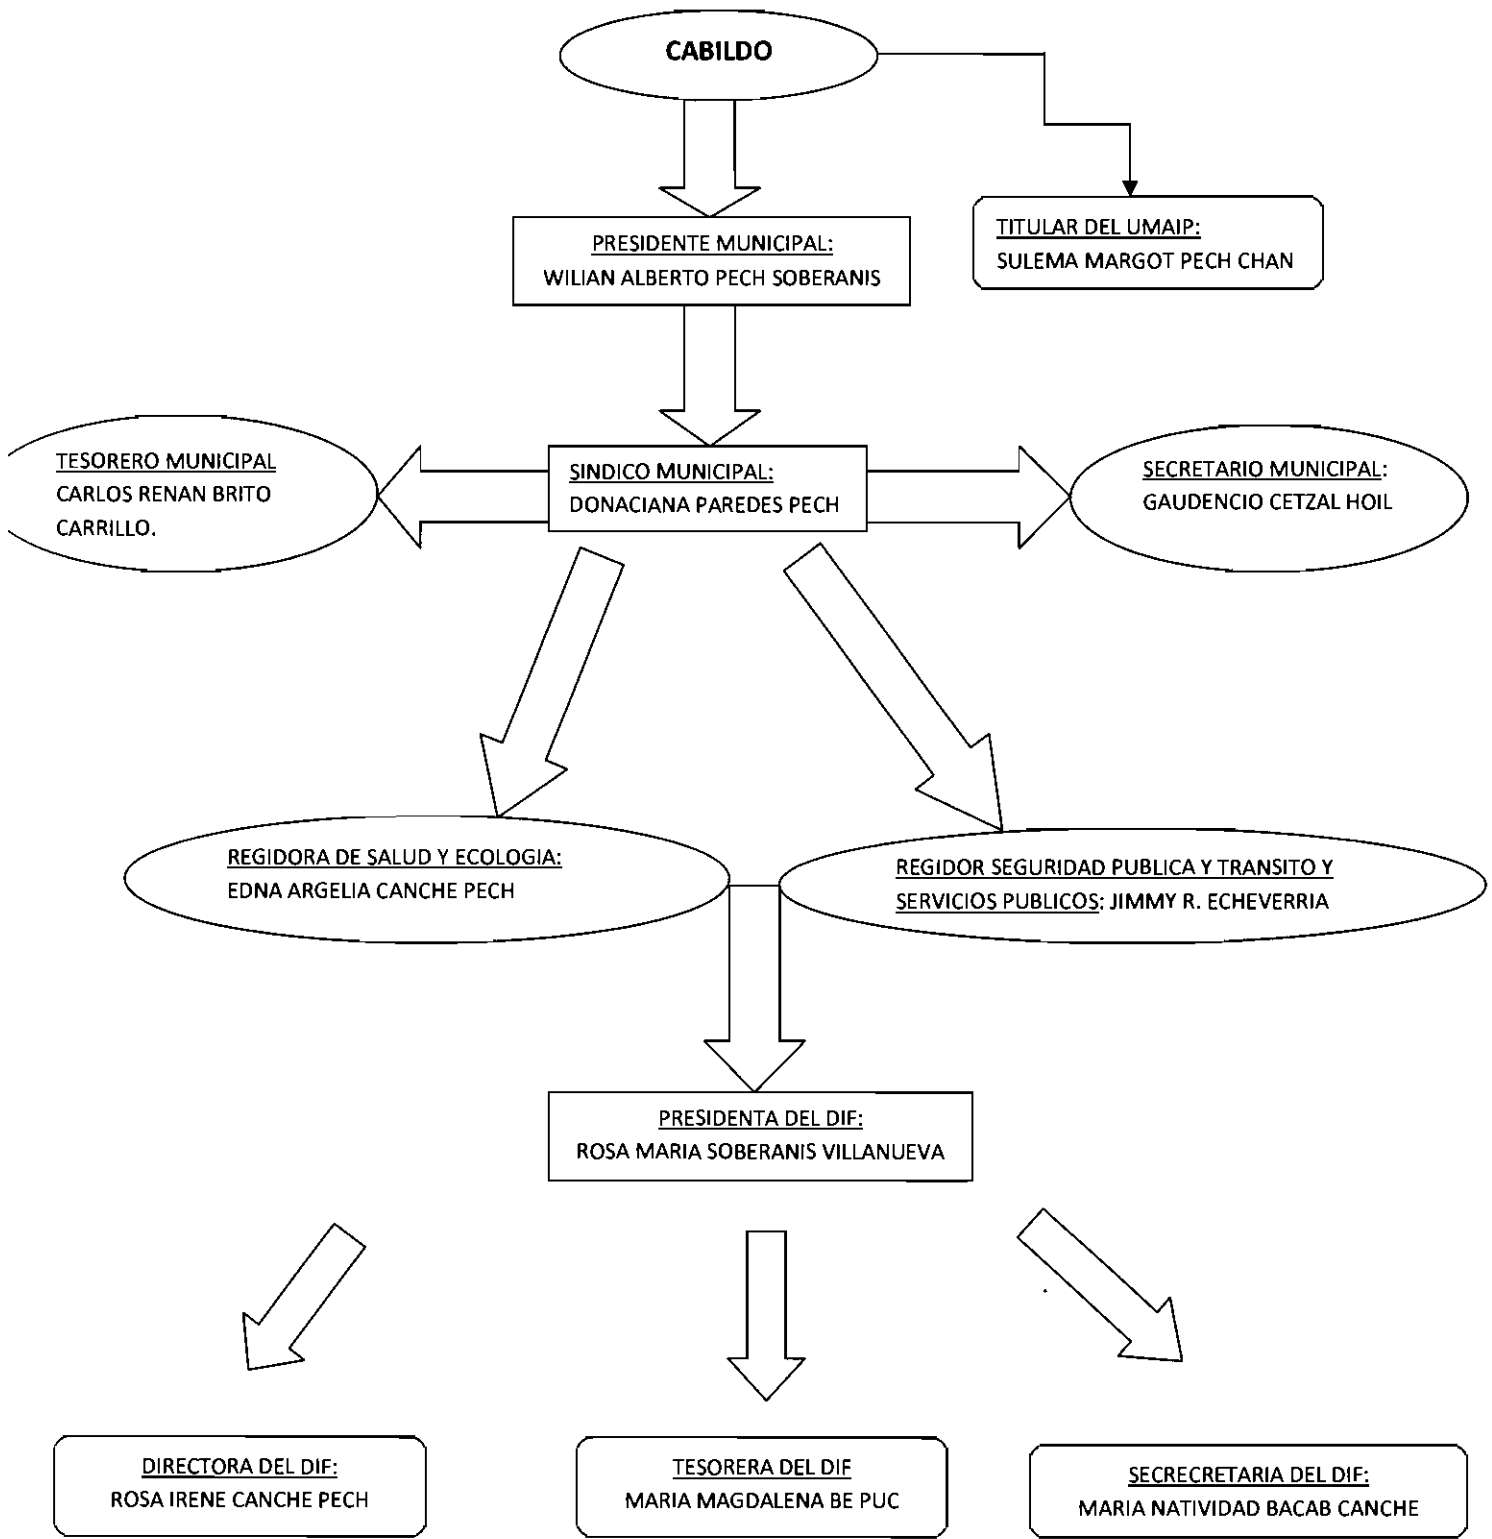 CABILDO
PRESIDENTE MUNICIPAL:
WILIAN ALBERTO PECH SOBERANIS
TITULAR DEL UMAIP:
SULEMA MARGOT PECH CHAN
TESORERO MUNICIPAL
CARLOS RENAN BRITO
CARRILLO.
SINDICO MUNICIPAL:
DONACIANA PAREDES PECH
SECRETARIO MUNICIPAL:
GAUDENCIO CETZAL HOIL
REGIDORA DE SALUD Y ECOLOGIA:
EDNA ARGELIA CANCHE PECH
REGIDOR SEGURIDAD PUBLICA Y TRANSITO Y
SERVICIOS PUBLICOS: JIMMY R. ECHEVERRIA
PRESIDENTA DEL DIF:
ROSA MARIA SOBERANIS VILLANUEVA
DIRECTORA DEL DIF:
ROSA IRENE CANCHE PECH
TESORERA DEL DIF
MARIA MAGDALENA BE PUC
SECRECRETARIA DEL DIF:
MARIA NATIVIDAD BACAB CANCHE